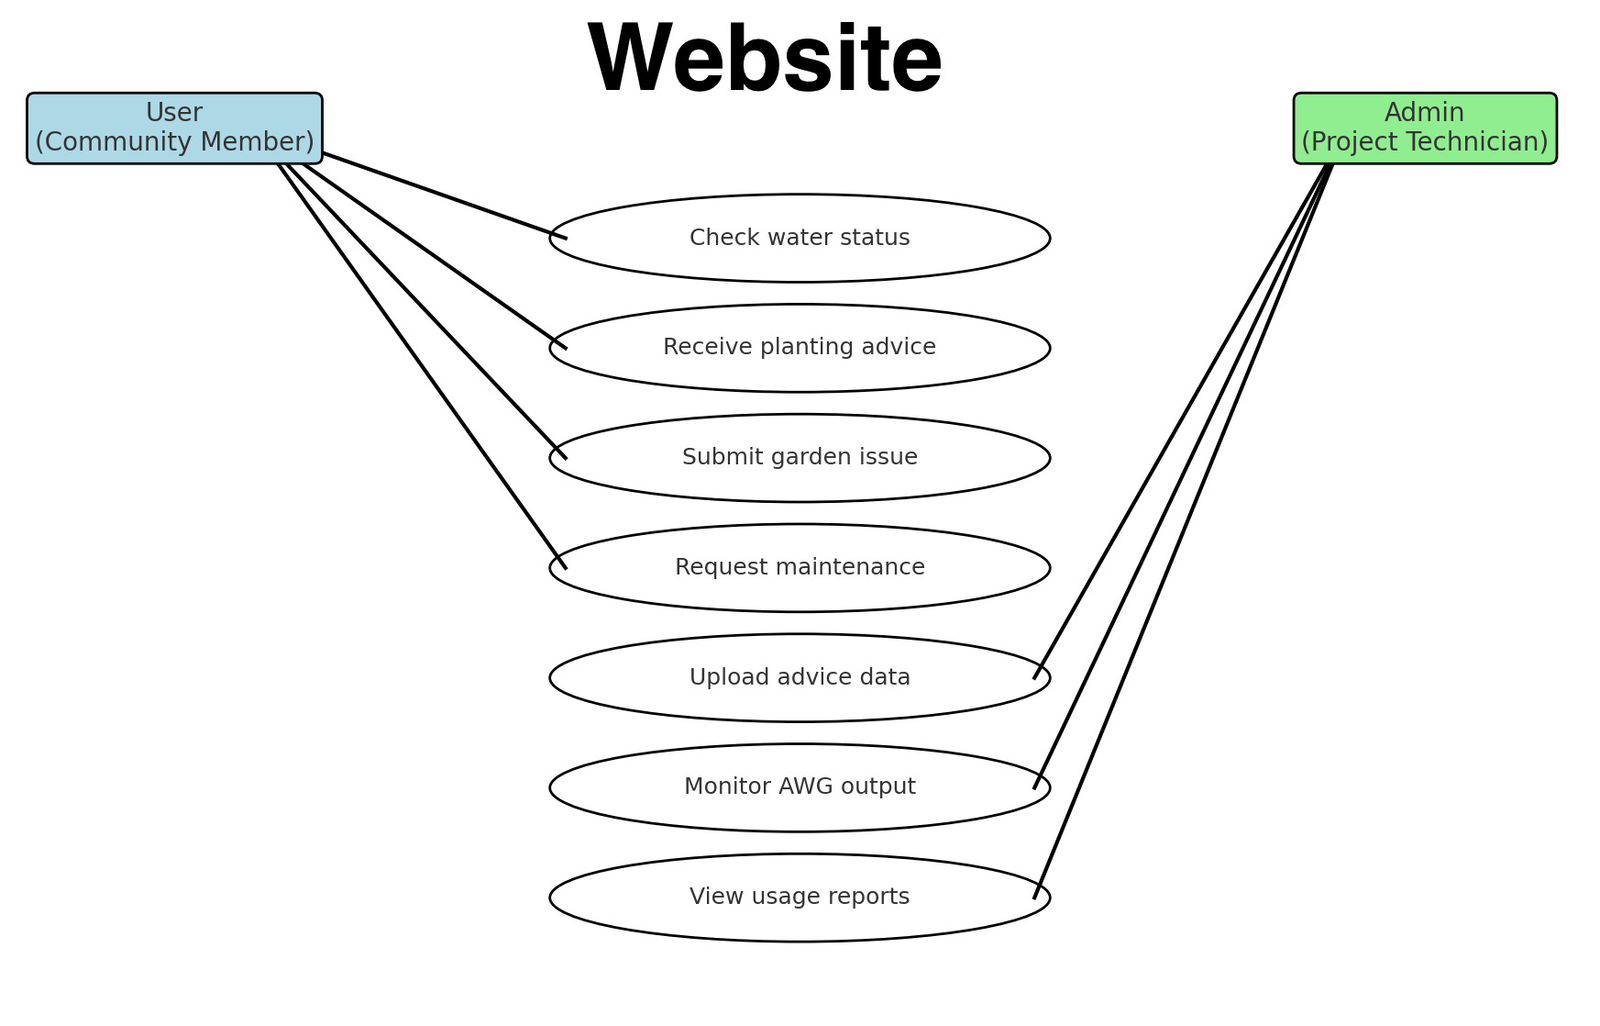 Website
User
(Community Member)
Admin
(Project Technician)
Check water status
Receive planting advice
Submit garden issue
Request maintenance
Upload advice data
Monitor AWG output
View usage reports